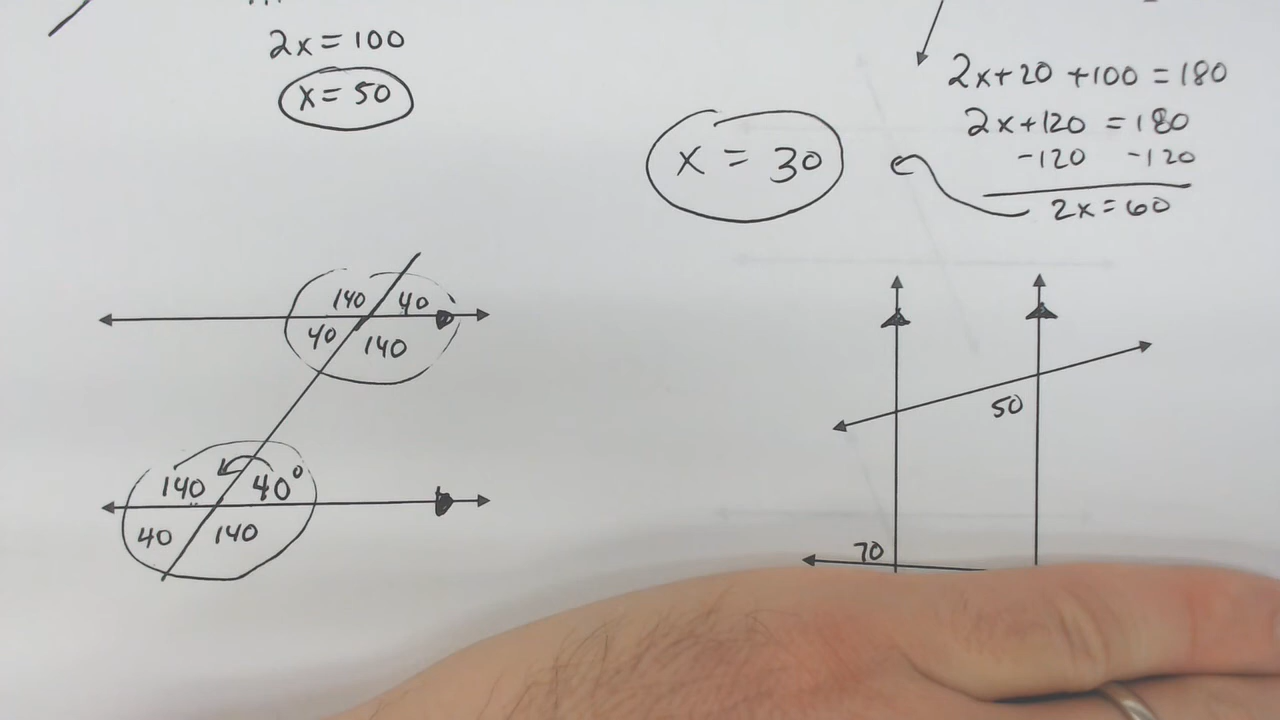 2x = 100
x = 50
2x + 20 + 100 = 180
2x + 120 = 180
-120 -120
2x = 60
x = 30
140 40
40 140
140 40°
40 140
50
70